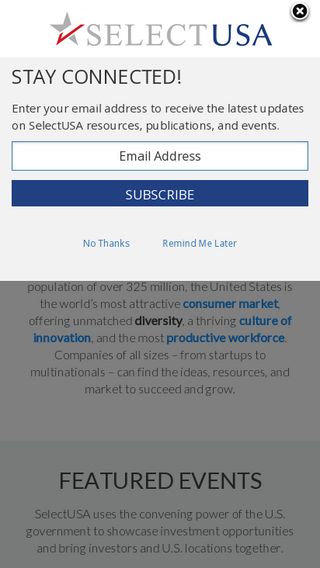 SELECTUSA
STAY CONNECTED!
Enter your email address to receive the latest updates
on SelectUSA resources, publications, and events.
Email Address
SUBSCRIBE
No Thanks
Remind Me Later
population of over 325 million, the United States is
the world's most attractive consumer market,
offering unmatched diversity, a thriving culture of
innovation, and the most productive workforce.
Companies of all sizes – from startups to
multinationals – can find the ideas, resources, and
market to succeed and grow.
FEATURED EVENTS
SelectUSA uses the convening power of the U.S.
government to showcase investment opportunities
and bring investors and U.S. locations together.